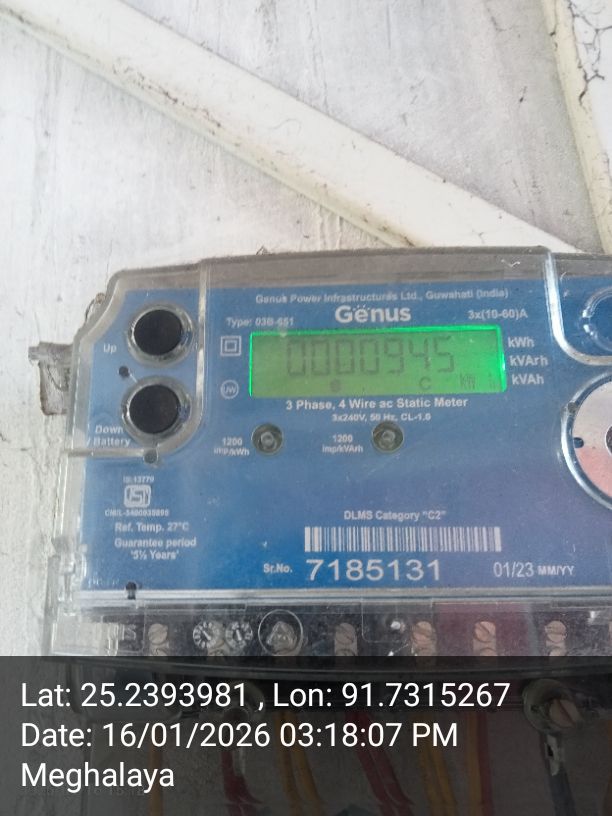 Genus Power Infrastructures Ltd., Guwahati (India)
Genus
Type: 03B-651
3x(10-60)A
Up
0000945
C
kW h
kWh
kVArh
kVAh
3 Phase, 4 Wire ac Static Meter
3x240V, 50 Hz, CL-1.0
Down
/ Battery
1200
imp/kWh
1200
imp/kVArh
IS:13779
ISI
Ref. Temp. 27°C
Guarantee period
'5½ Years'
DLMS Category "C2"
Sr.No. 7185131
01/23 MM/YY
Lat: 25.2393981 , Lon: 91.7315267
Date: 16/01/2026 03:18:07 PM
Meghalaya